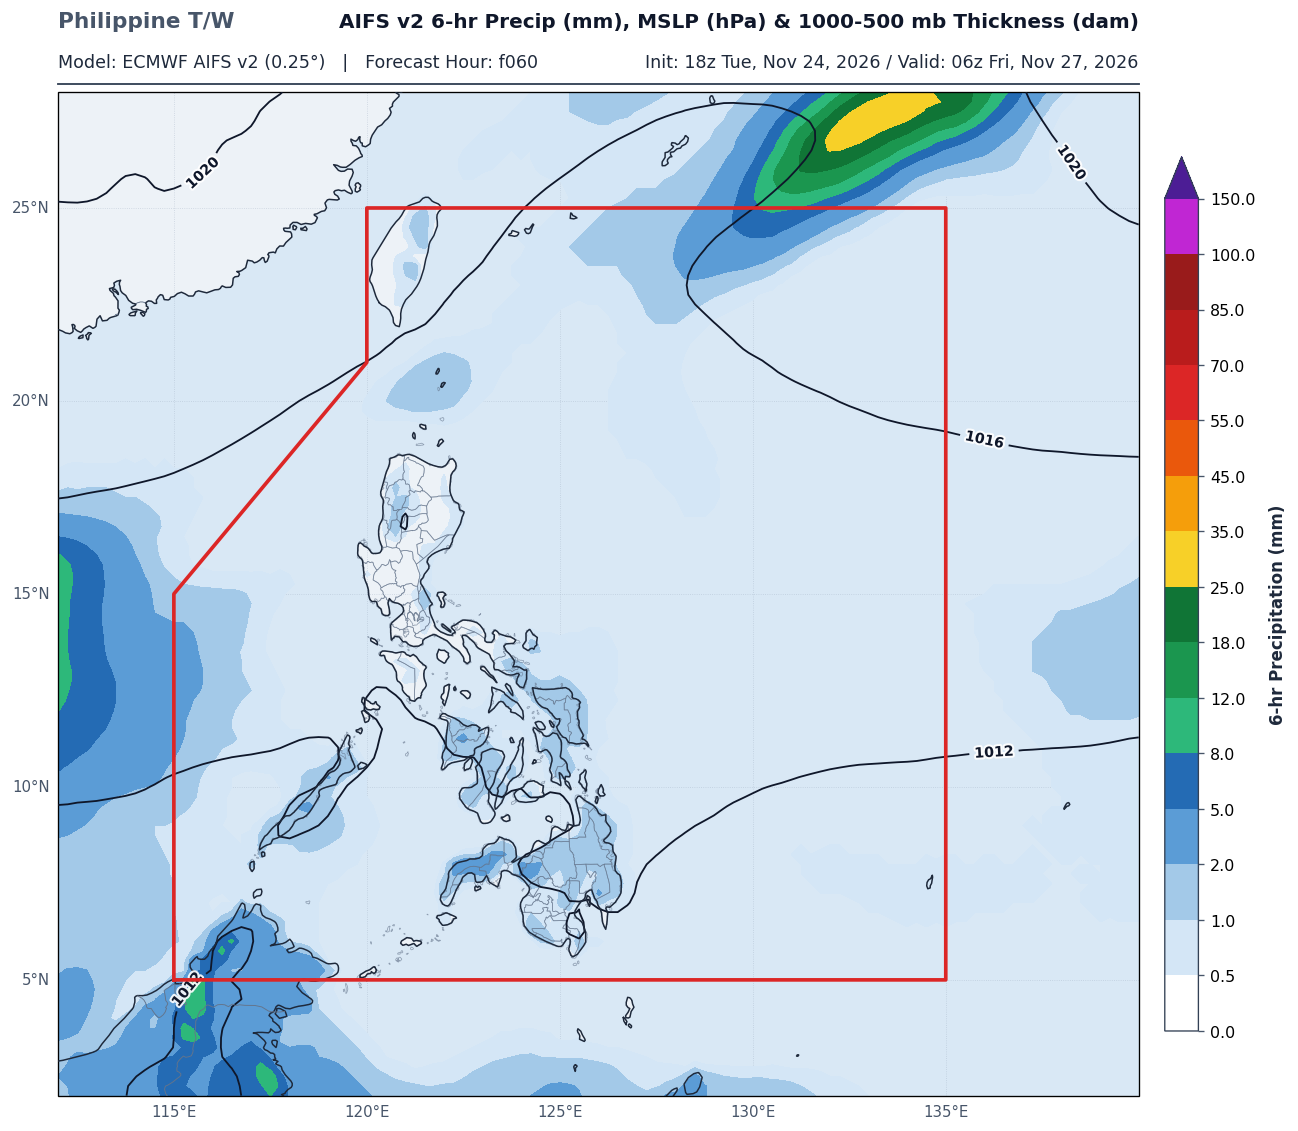 Philippine T/W
AIFS v2 6-hr Precip (mm), MSLP (hPa) & 1000-500 mb Thickness (dam)
Model: ECMWF AIFS v2 (0.25°) | Forecast Hour: f060
Init: 18z Tue, Nov 24, 2026 / Valid: 06z Fri, Nov 27, 2026
1020
1020
1016
1012
1012
25°N
20°N
15°N
10°N
5°N
115°E
120°E
125°E
130°E
135°E
150.0
100.0
85.0
70.0
55.0
45.0
35.0
25.0
18.0
12.0
8.0
5.0
2.0
1.0
0.5
0.0
6-hr Precipitation (mm)